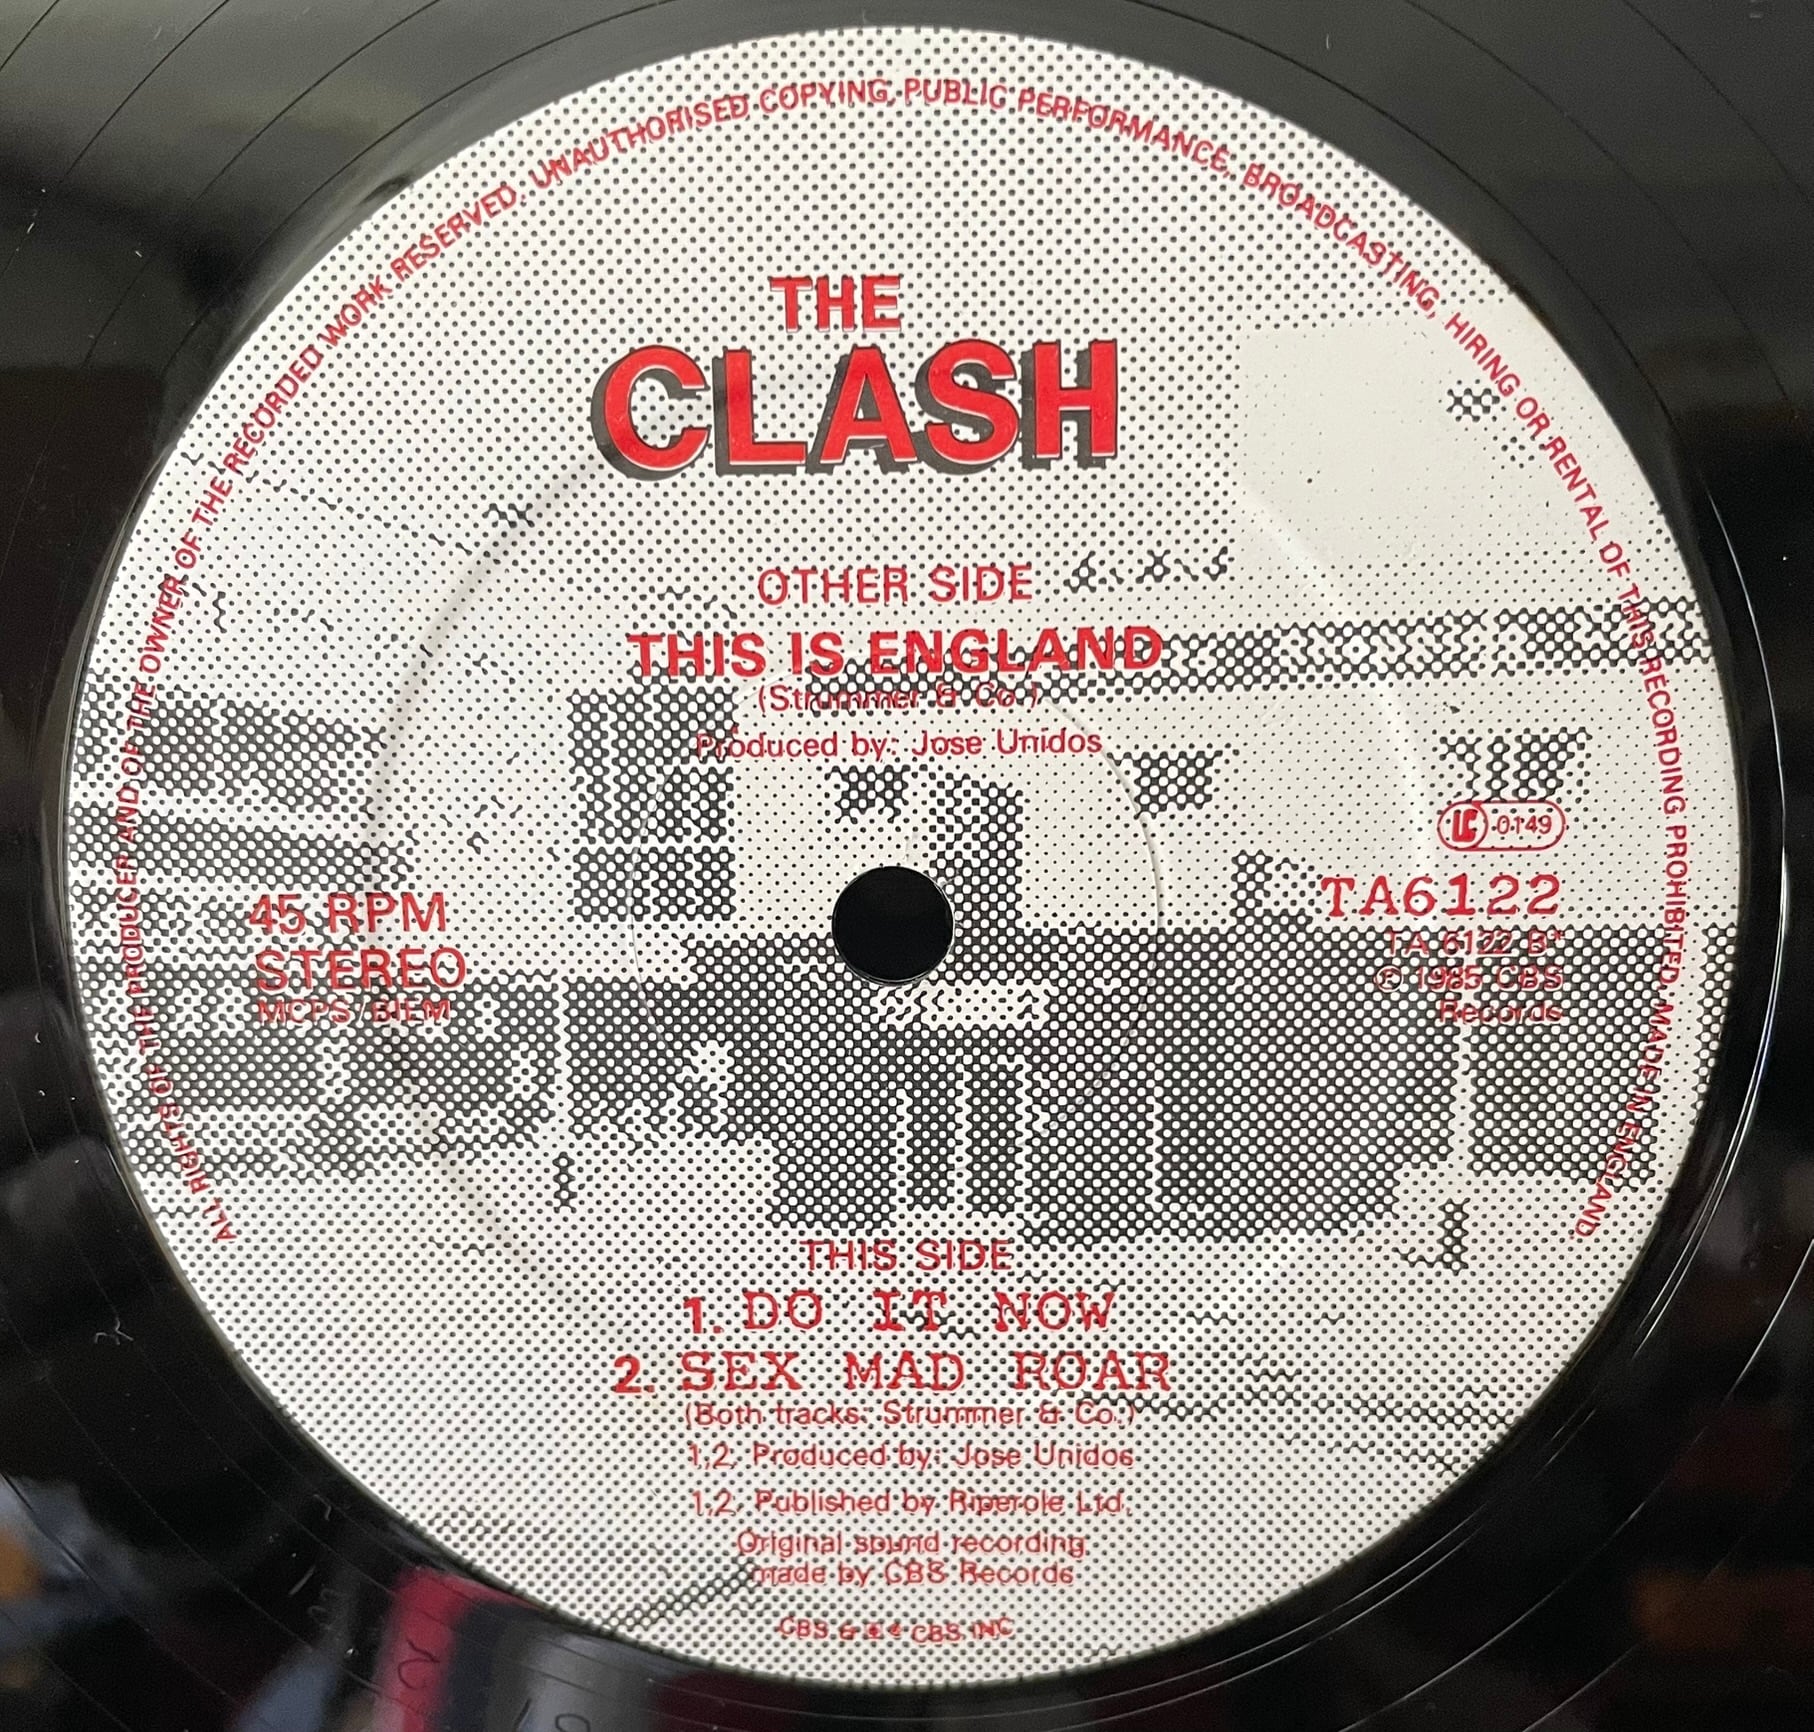 ALL RIGHTS OF THE PRODUCER AND OF THE OWNER OF THE RECORDED WORK RESERVED. UNAUTHORISED COPYING, PUBLIC PERFORMANCE, BROADCASTING, HIRING OR RENTAL OF THIS RECORDING PROHIBITED. MADE IN ENGLAND
THE
CLASH
OTHER SIDE
THIS IS ENGLAND
(Strummer & Co.)
Produced by: Jose Unidos
LC 0149
45 RPM
STEREO
MCPS/BIEM
TA6122
TA 6122 B*
℗ 1985 CBS
Records
THIS SIDE
1. DO IT NOW
2. SEX MAD ROAR
(Both tracks: Strummer & Co.)
1,2, Produced by: Jose Unidos
1,2, Published by Riperole Ltd.
Original sound recording
made by CBS Records
CBS & CBS INC